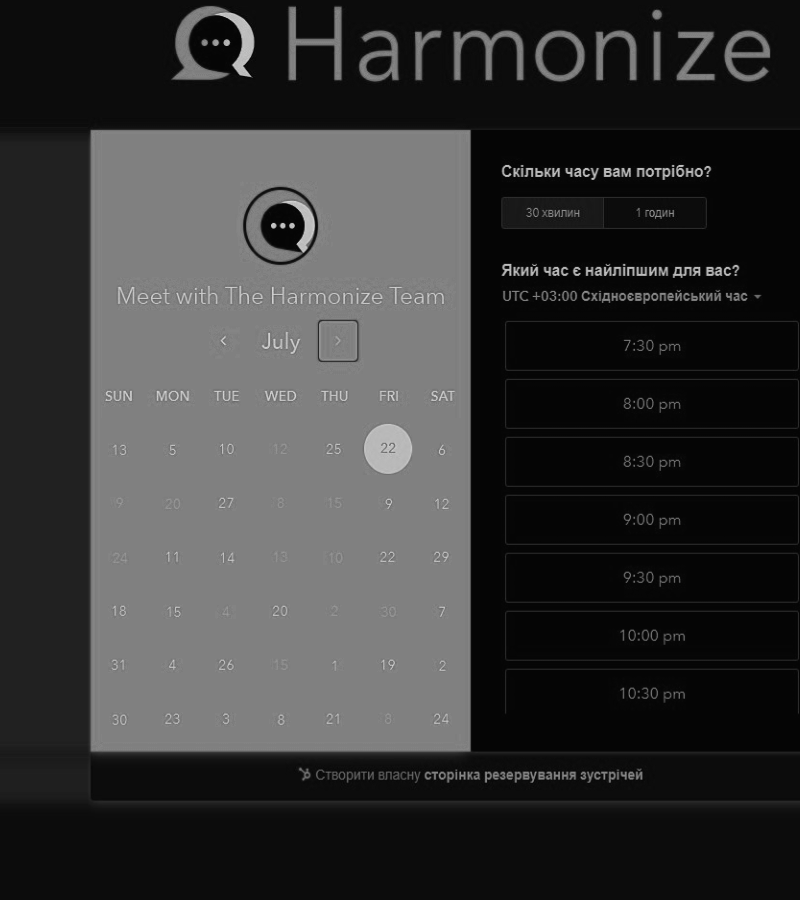 Harmonize
Meet with The Harmonize Team
July
SUN MON TUE WED THU FRI SAT
13 5 10 12 25 22 6
9 20 27 8 15 9 12
24 11 14 13 10 22 29
18 15 4 20 2 30 7
31 4 26 15 1 19 2
30 23 3 8 21 8 24
Скільки часу вам потрібно?
30 хвилин 1 годин
Який час є найліпшим для вас?
UTC +03:00 Східноєвропейський час
7:30 pm
8:00 pm
8:30 pm
9:00 pm
9:30 pm
10:00 pm
10:30 pm
Створити власну сторінка резервування зустрічей